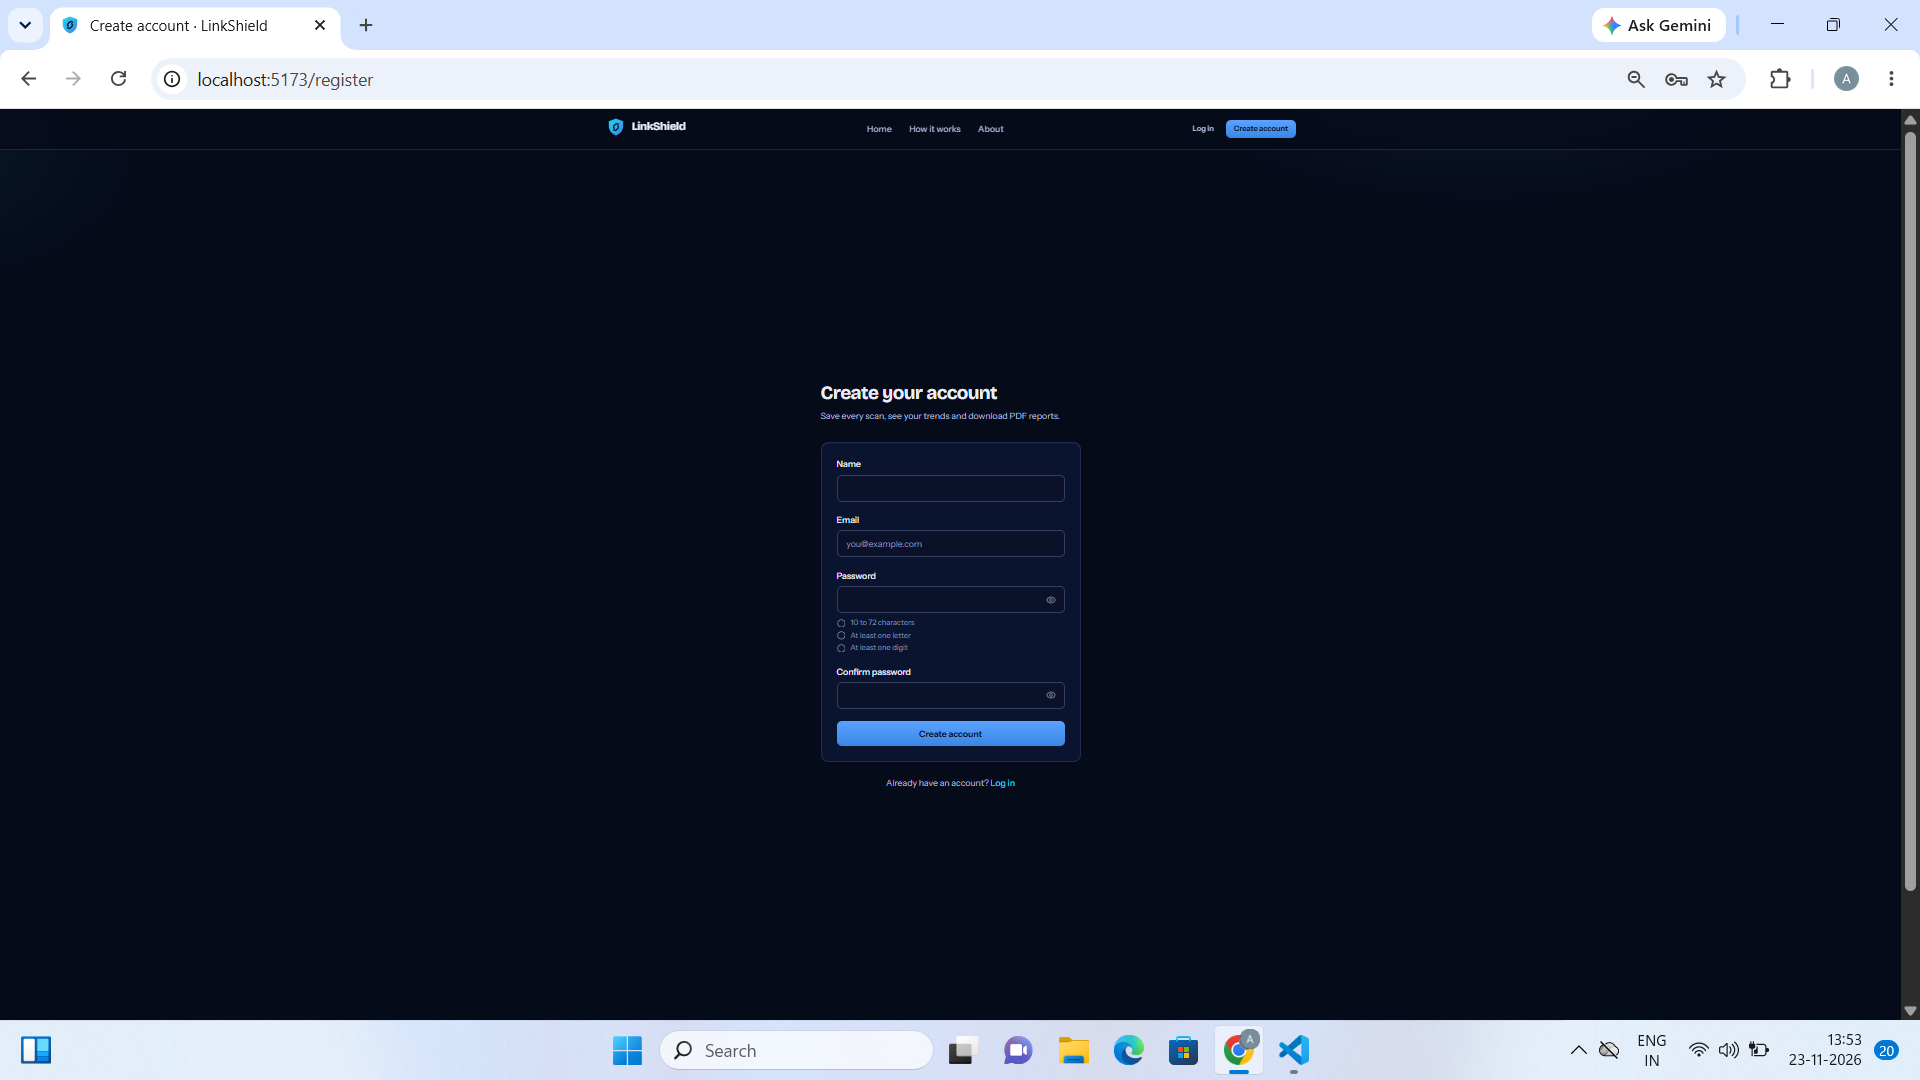 Create account · LinkShield
Ask Gemini
localhost:5173/register
A
LinkShield
Home
How it works
About
Log in
Create account
Create your account
Save every scan, see your trends and download PDF reports.
Name
Email
you@example.com
Password
10 to 72 characters
At least one letter
At least one digit
Confirm password
Create account
Already have an account? Log in
Search
A
ENG
IN
13:53
23-11-2026
20